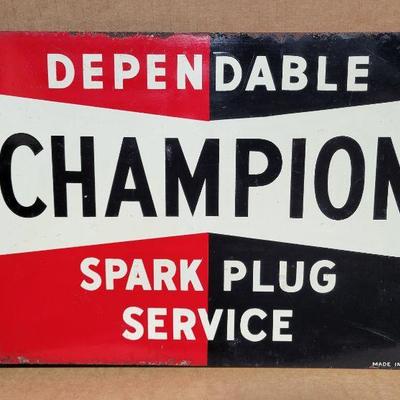 DEPENDABLE
CHAMPION
SPARK PLUG
SERVICE
MADE IN